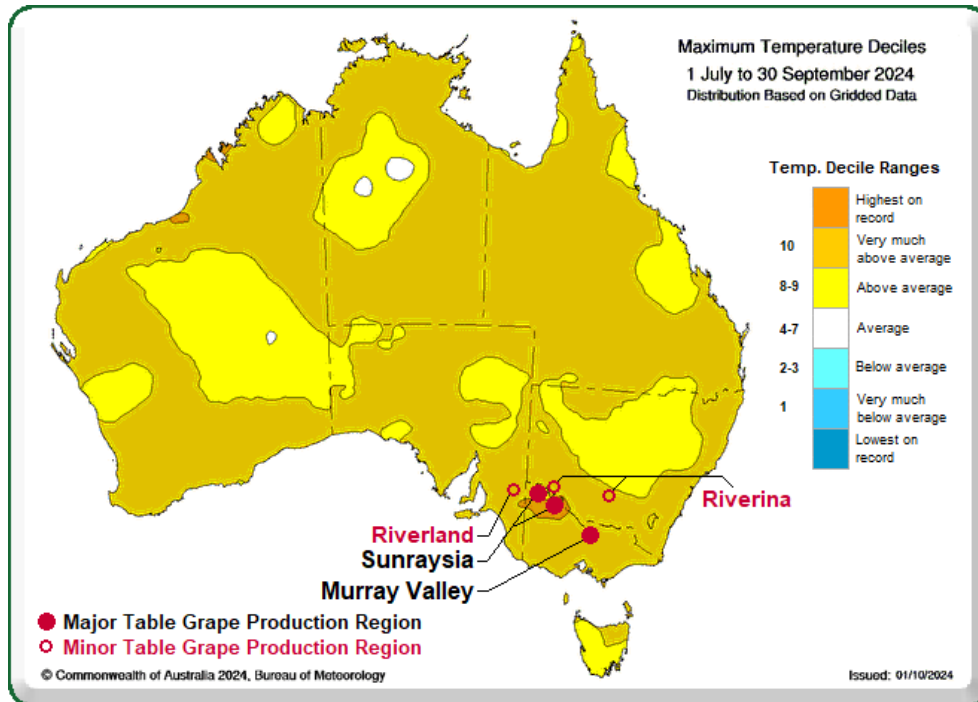 Maximum Temperature Deciles
1 July to 30 September 2024
Distribution Based on Gridded Data
Temp. Decile Ranges
Highest on
record
10
Very much
above average
8-9
Above average
4-7
Average
2-3
Below average
1
Very much
below average
Lowest on
record
Riverina
Riverland
Sunraysia
Murray Valley
Major Table Grape Production Region
Minor Table Grape Production Region
© Commonwealth of Australia 2024, Bureau of Meteorology
Issued: 01/10/2024